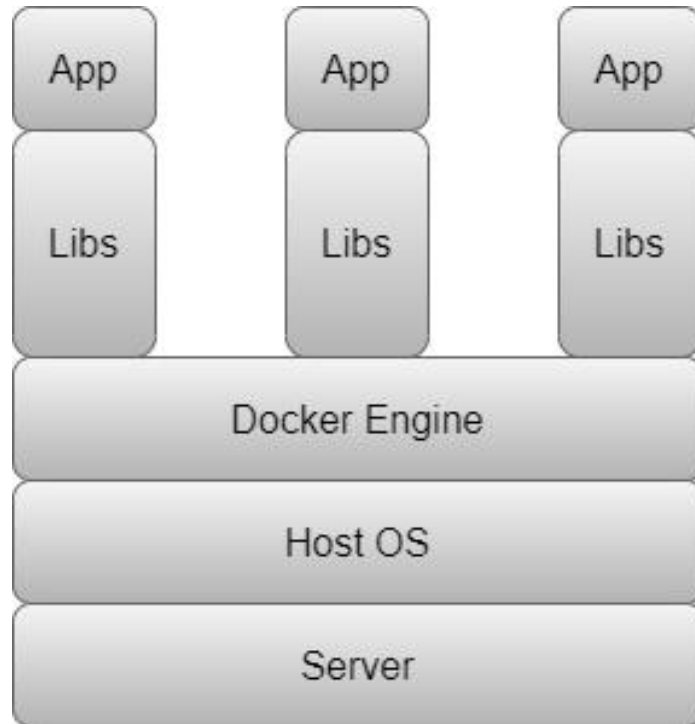 App App App
Libs Libs Libs
Docker Engine
Host OS
Server